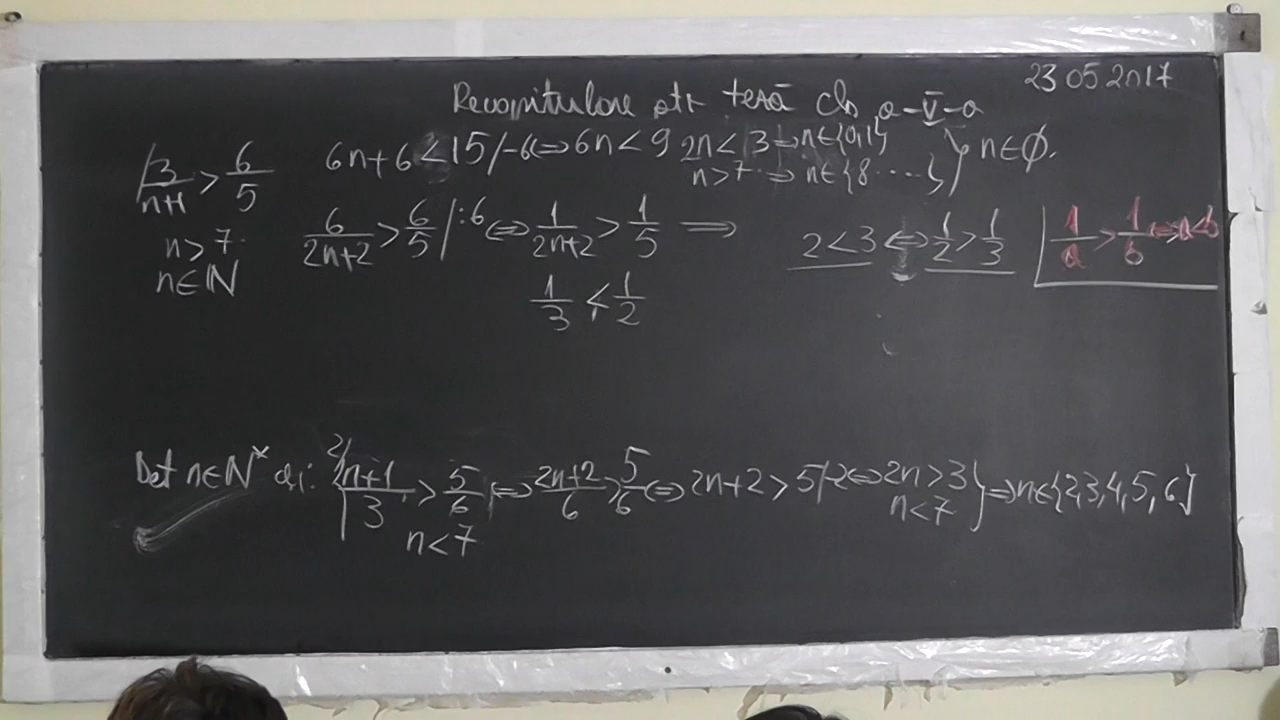 23 05 2017
Recapitulare ptr teză cls a-V-a
3/(n+1) > 6/5
n > 7
n∈ℕ
6n+6 < 15 /-6 ⇔ 6n < 9 2n < 3 ⇒ n∈{0,1}
n > 7 ⇒ n∈{8 .....} } n∈∅.
6/(2n+2) > 6/5 /:6 ⇔ 1/(2n+2) > 1/5 ⇒
1/3 < 1/2
2 < 3 ⇔ 1/2 > 1/3
1/a > 1/b ⇔ a<b
Det n∈ℕ* a.i: 2/ (n+1)/3 > 5/6 ⇔ (2n+2)/6 > 5/6 ⇔ 2n+2 > 5 /-2 ⇔ 2n > 3 } ⇒ n∈{2,3,4,5,6}
n < 7 n < 7